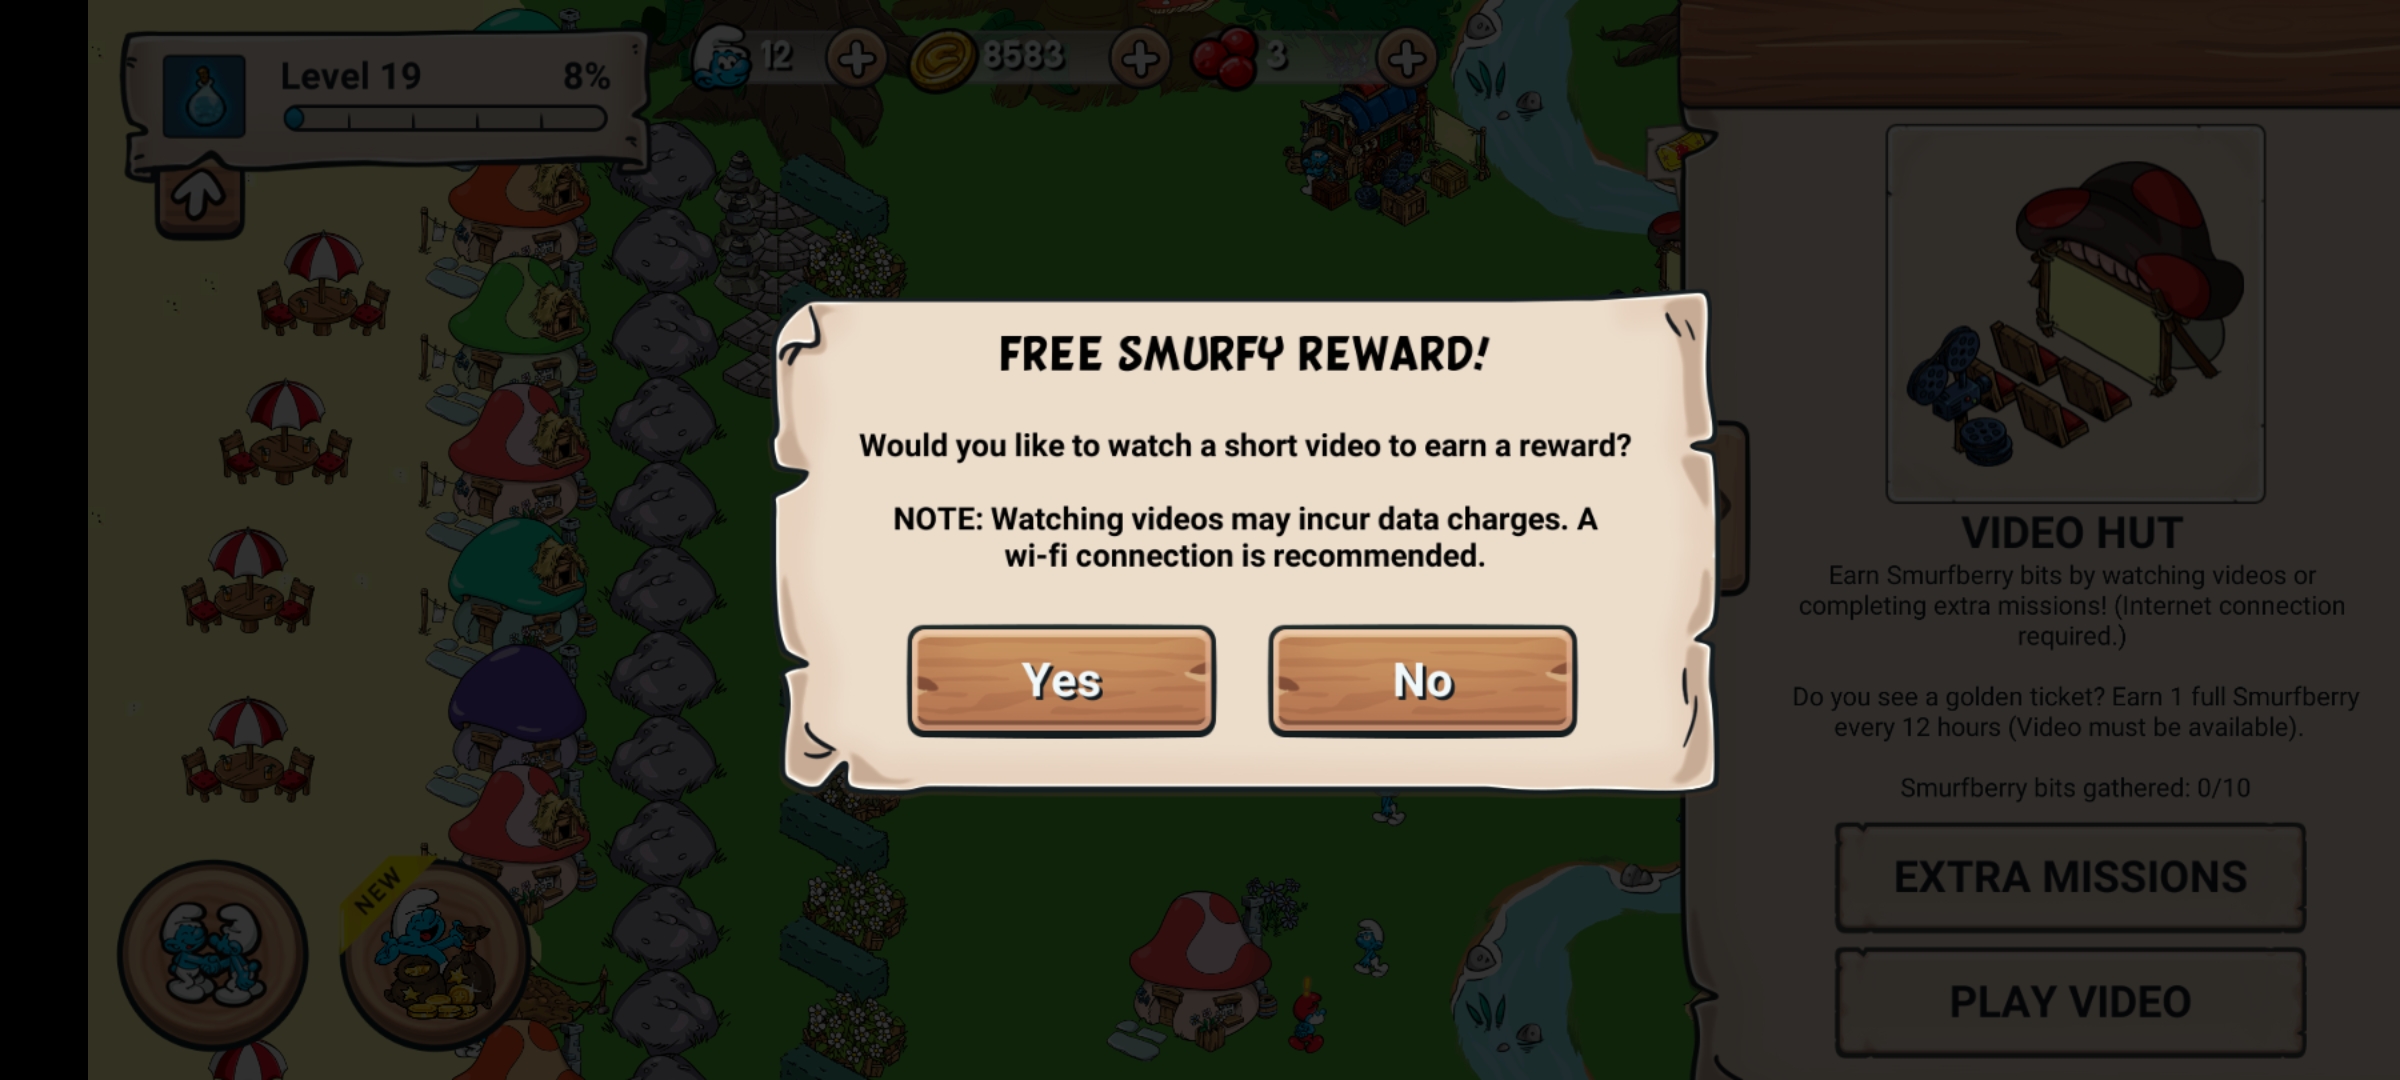 Level 19 8%
12
8583
3
FREE SMURFY REWARD!
Would you like to watch a short video to earn a reward?
NOTE: Watching videos may incur data charges. A
wi-fi connection is recommended.
Yes
No
NEW
VIDEO HUT
Earn Smurfberry bits by watching videos or
completing extra missions! (Internet connection
required.)
Do you see a golden ticket? Earn 1 full Smurfberry
every 12 hours (Video must be available).
Smurfberry bits gathered: 0/10
EXTRA MISSIONS
PLAY VIDEO